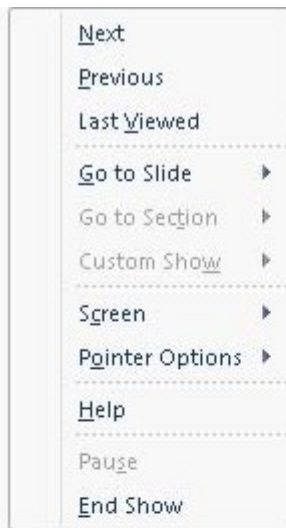 Next
Previous
Last Viewed
Go to Slide
Go to Section
Custom Show
Screen
Pointer Options
Help
Pause
End Show